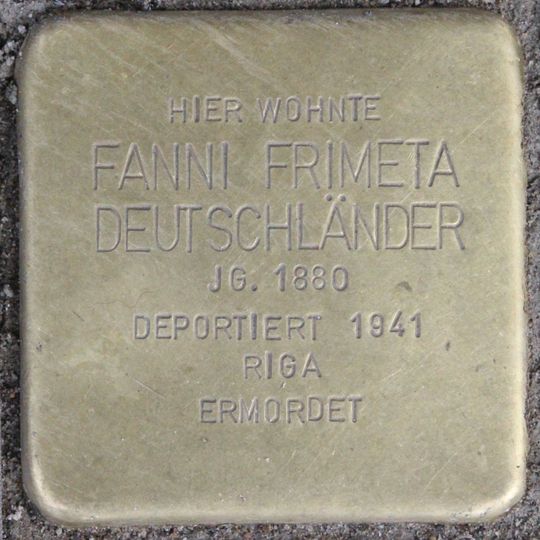 HIER WOHNTE
FANNI FRIMETA
DEUTSCHLÄNDER
JG. 1880
DEPORTIERT 1941
RIGA
ERMORDET